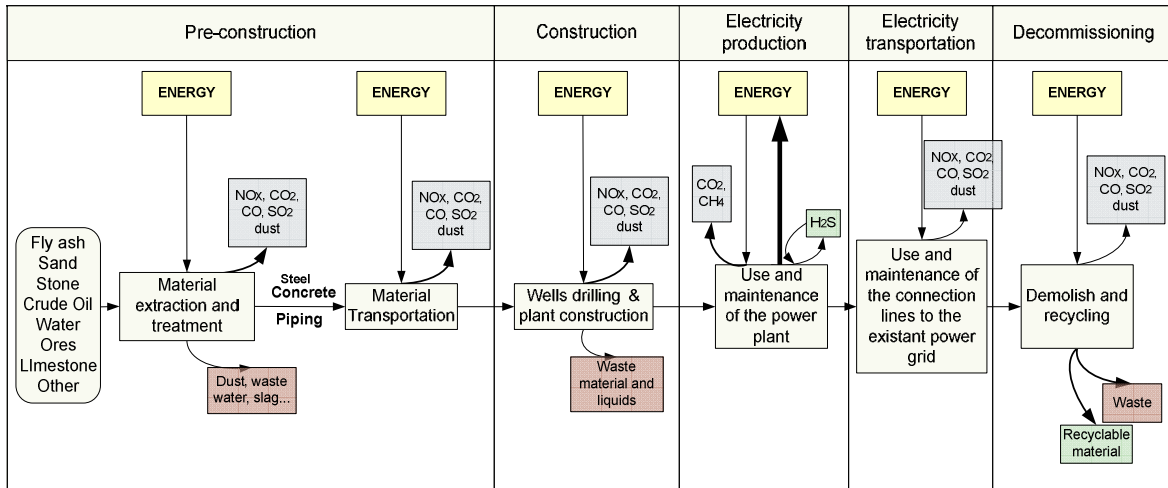 Pre-construction
Construction
Electricity
production
Electricity
transportation
Decommissioning
ENERGY
ENERGY
ENERGY
ENERGY
ENERGY
ENERGY
NOx, CO2,
CO, SO2
dust
NOx, CO2,
CO, SO2
dust
NOx, CO2,
CO, SO2
dust
CO2,
CH4
H2S
NOx, CO2,
CO, SO2
dust
NOx, CO2,
CO, SO2
dust
Fly ash
Sand
Stone
Crude Oil
Water
Ores
LImestone
Other
Material
extraction and
treatment
Steel
Concrete
Piping
Material
Transportation
Wells drilling &
plant construction
Use and
maintenance
of the power
plant
Use and
maintenance of
the connection
lines to the
existant power
grid
Demolish and
recycling
Dust, waste
water, slag...
Waste
material and
liquids
Waste
Recyclable
material